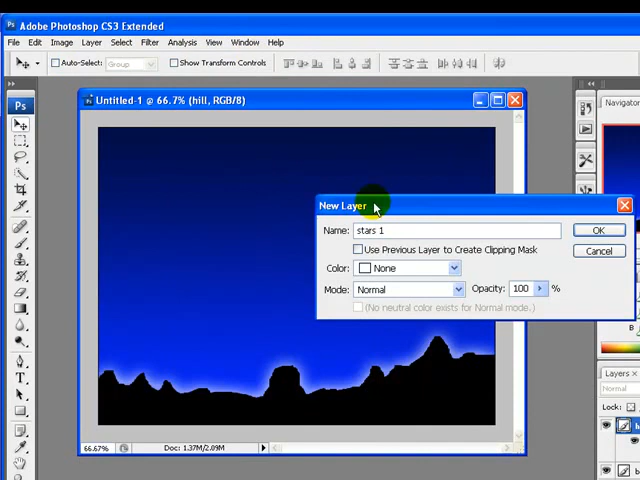 Ps Adobe Photoshop CS3 Extended
File Edit Image Layer Select Filter Analysis View Window Help
Auto-Select: Group Show Transform Controls
Ps
Untitled-1 @ 66.7% (hill, RGB/8)
Navigator
New Layer
Name: stars 1 OK
Use Previous Layer to Create Clipping Mask Cancel
Color: None
Mode: Normal Opacity: 100 %
(No neutral color exists for Normal mode.)
B
Layers
Normal
Lock:
T
66.67% Doc: 1.37M/2.09M